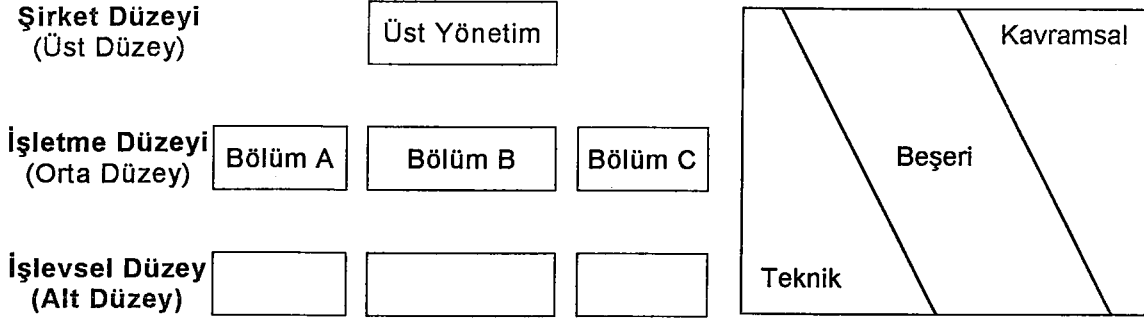 Şirket Düzeyi
(Üst Düzey)
Üst Yönetim
Kavramsal
İşletme Düzeyi
(Orta Düzey)
Bölüm A
Bölüm B
Bölüm C
Beşeri
İşlevsel Düzey
(Alt Düzey)
Teknik